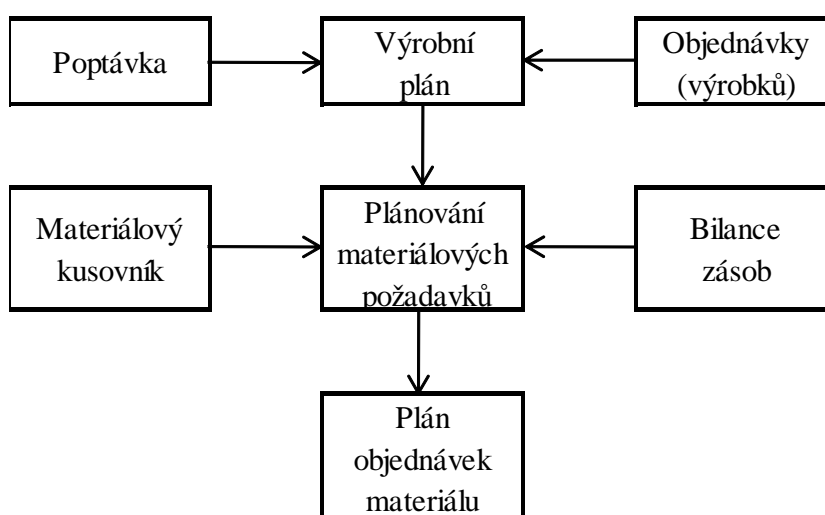 Poptávka
Výrobní
plán
Objednávky
(výrobků)
Materiálový
kusovník
Plánování
materiálových
požadavků
Bilance
zásob
Plán
objednávek
materiálu